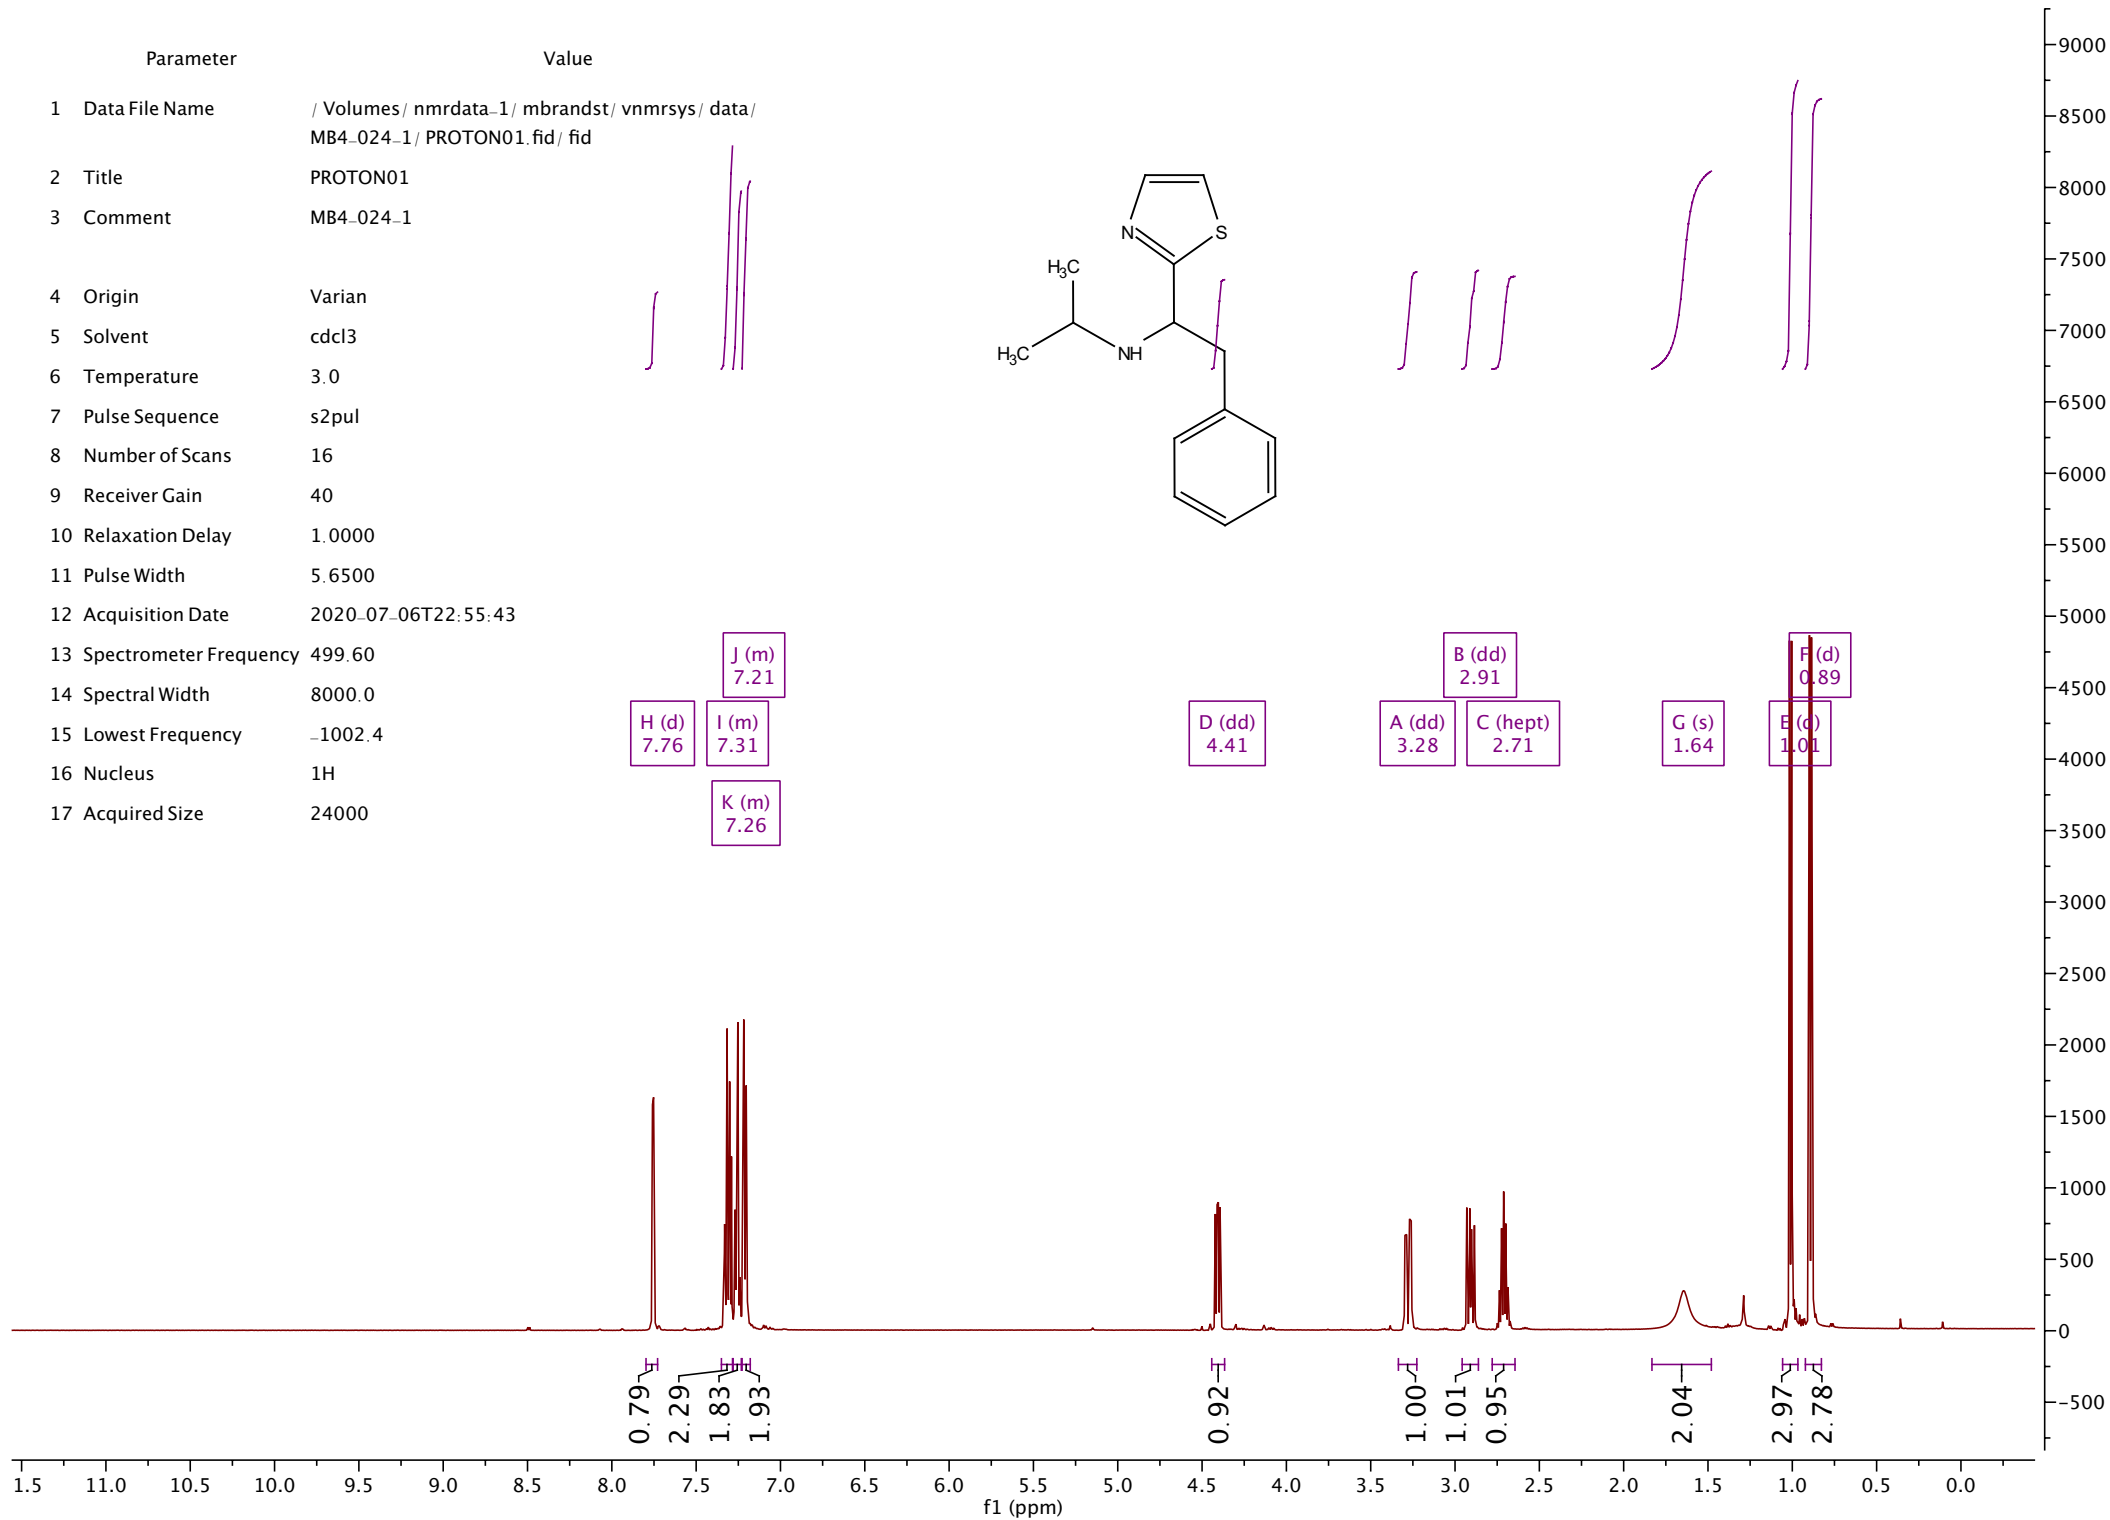 Parameter Value
1 Data File Name / Volumes/ nmrdata_1/ mbrandst/ vnmrsys/ data/
MB4_024_1/ PROTON01.fid/ fid
2 Title PROTON01
3 Comment MB4_024_1
4 Origin Varian
5 Solvent cdcl3
6 Temperature 3.0
7 Pulse Sequence s2pul
8 Number of Scans 16
9 Receiver Gain 40
10 Relaxation Delay 1.0000
11 Pulse Width 5.6500
12 Acquisition Date 2020_07_06T22:55:43
13 Spectrometer Frequency 499.60
14 Spectral Width 8000.0
15 Lowest Frequency _1002.4
16 Nucleus 1H
17 Acquired Size 24000
N
S
H₃C
H₃C
NH
J (m)
7.21
B (dd)
2.91
F (d)
0.89
H (d)
7.76
I (m)
7.31
D (dd)
4.41
A (dd)
3.28
C (hept)
2.71
G (s)
1.64
E (d)
1.01
K (m)
7.26
9000
8500
8000
7500
7000
6500
6000
5500
5000
4500
4000
3500
3000
2500
2000
1500
1000
500
0
-500
0.79
2.29
1.83
1.93
0.92
1.00
1.01
0.95
2.04
2.97
2.78
1.5 11.0 10.5 10.0 9.5 9.0 8.5 8.0 7.5 7.0 6.5 6.0 5.5 5.0 4.5 4.0 3.5 3.0 2.5 2.0 1.5 1.0 0.5 0.0
f1 (ppm)